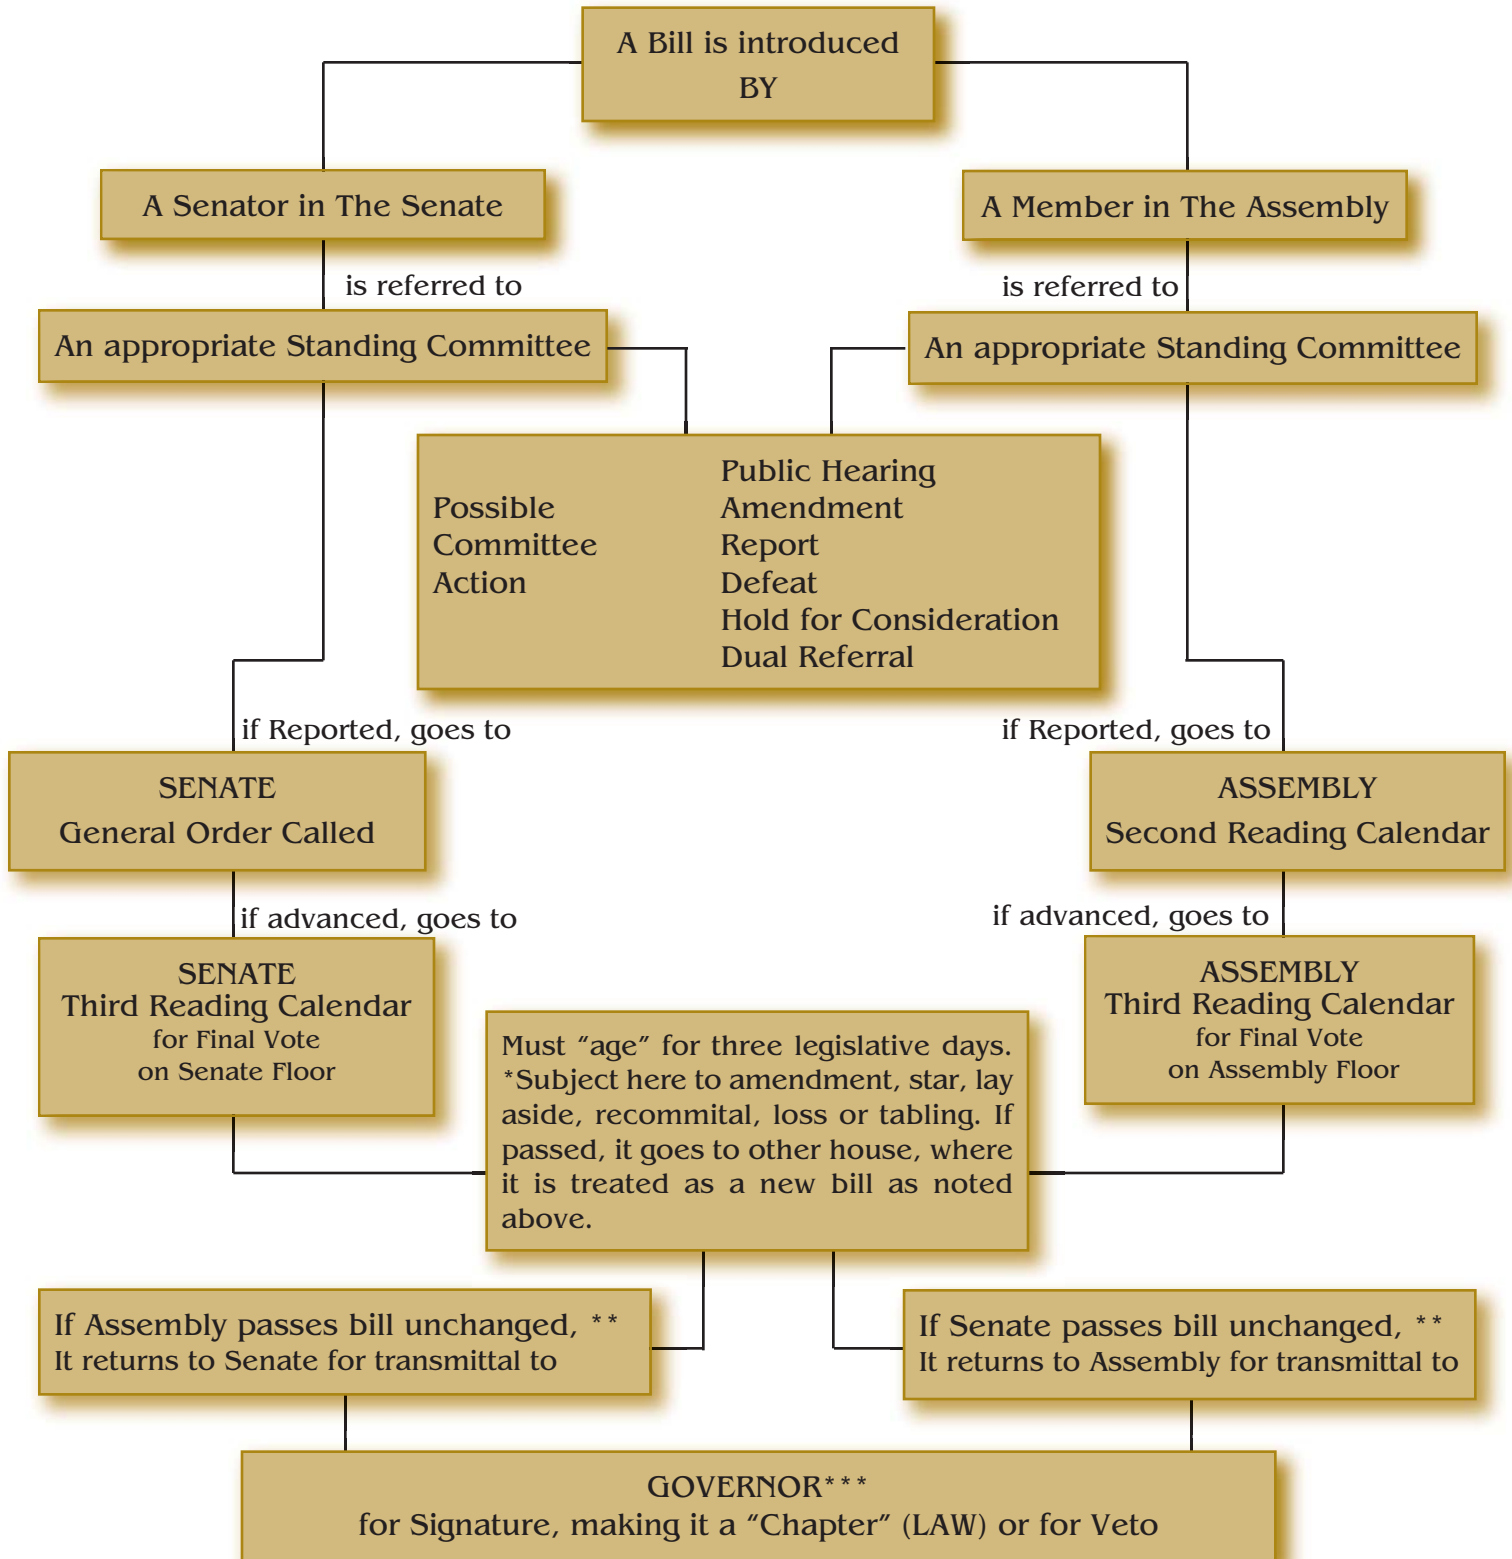 A Bill is introduced
BY
A Senator in The Senate
A Member in The Assembly
is referred to
is referred to
An appropriate Standing Committee
An appropriate Standing Committee
Possible
Committee
Action
Public Hearing
Amendment
Report
Defeat
Hold for Consideration
Dual Referral
if Reported, goes to
if Reported, goes to
SENATE
General Order Called
ASSEMBLY
Second Reading Calendar
if advanced, goes to
if advanced, goes to
SENATE
Third Reading Calendar
for Final Vote
on Senate Floor
ASSEMBLY
Third Reading Calendar
for Final Vote
on Assembly Floor
Must “age” for three legislative days.
*Subject here to amendment, star, lay
aside, recommital, loss or tabling. If
passed, it goes to other house, where
it is treated as a new bill as noted
above.
If Assembly passes bill unchanged, **
It returns to Senate for transmittal to
If Senate passes bill unchanged, **
It returns to Assembly for transmittal to
GOVERNOR***
for Signature, making it a “Chapter” (LAW) or for Veto